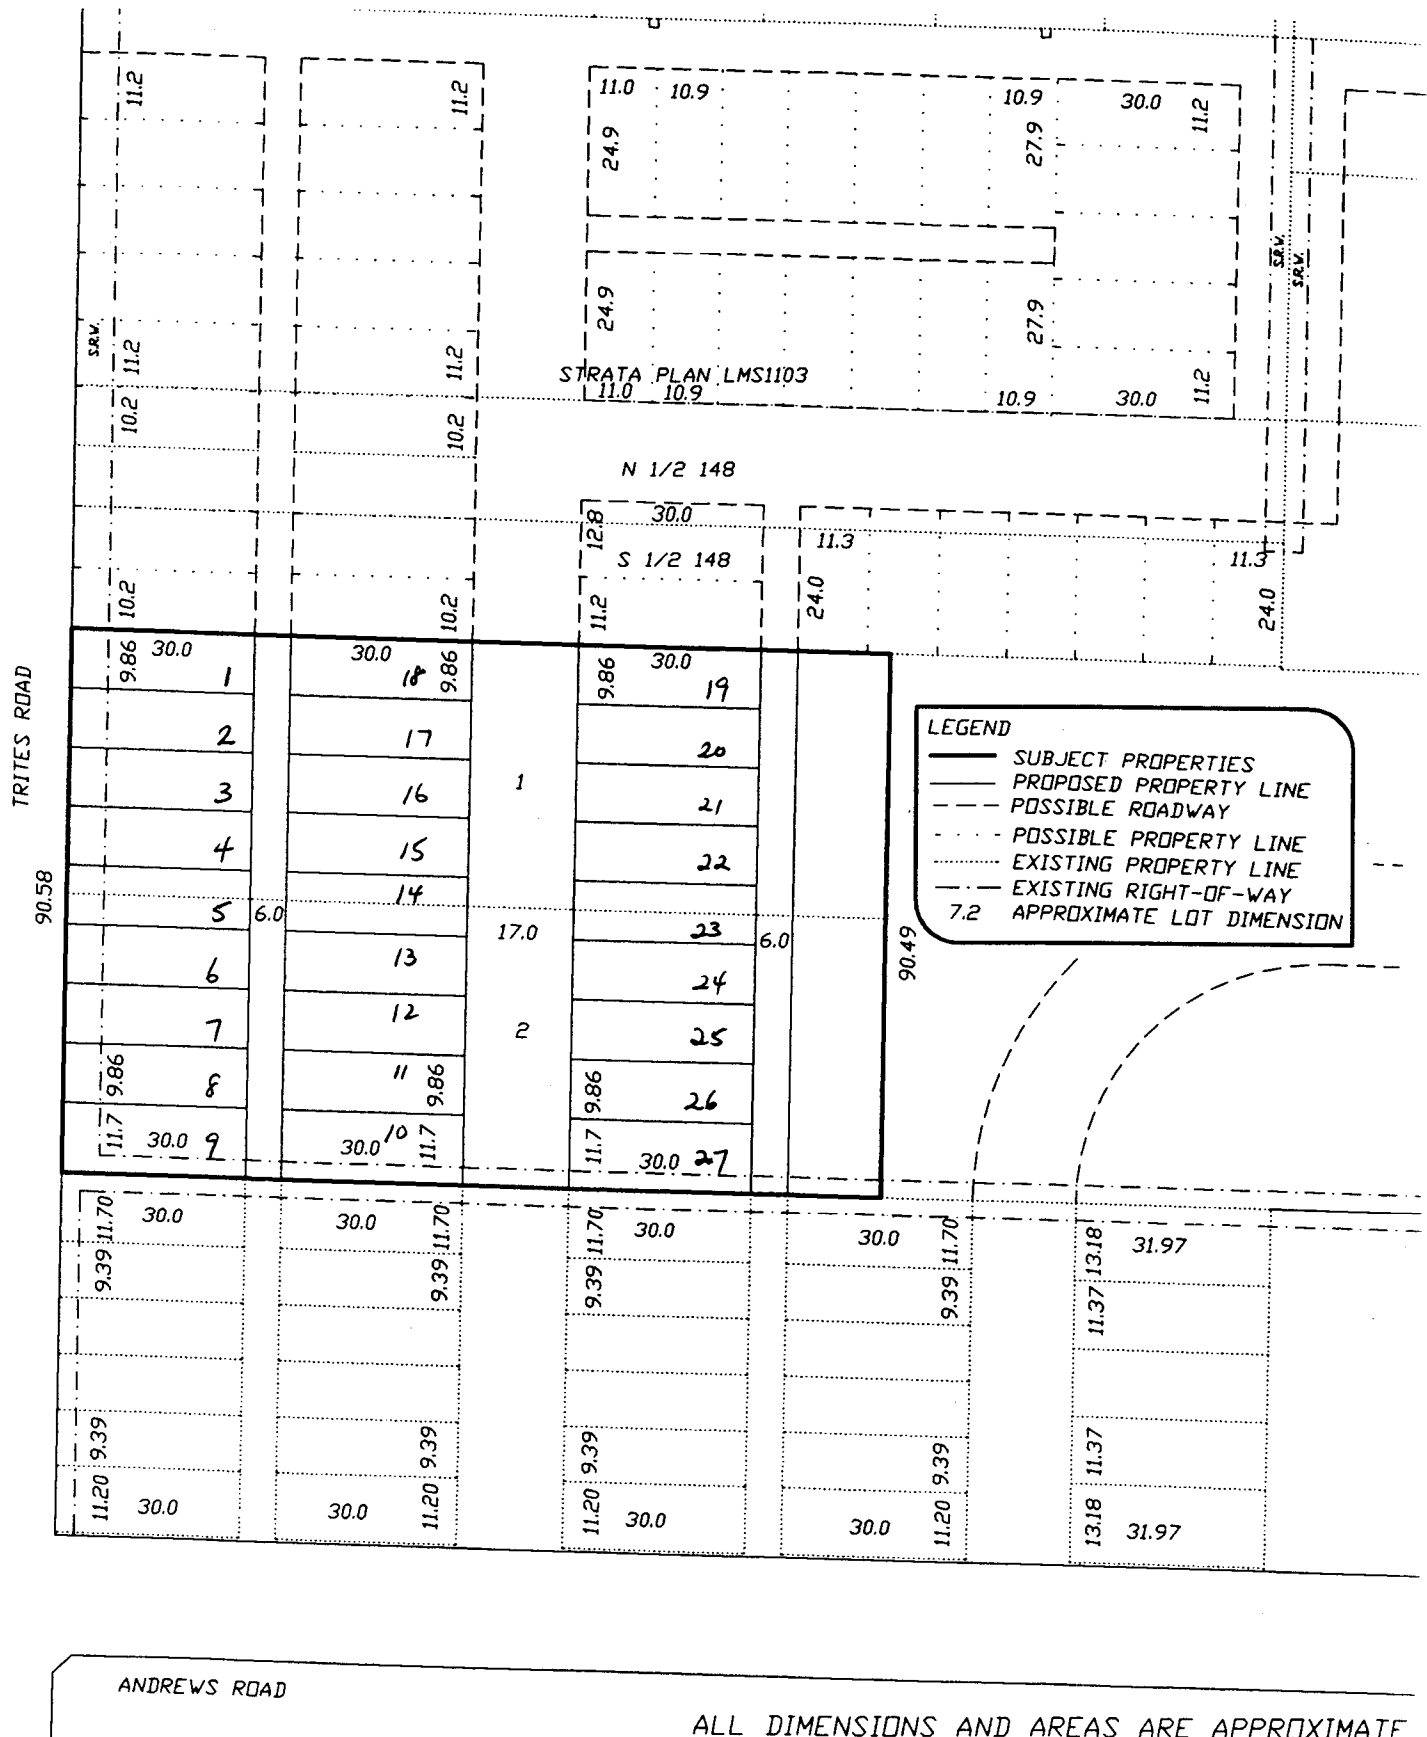 11.2
11.2
11.0 10.9 10.9 30.0 11.2
24.9 27.9
S.R.W.
S.R.W.
24.9 27.9
S.R.W. 11.2 11.2
STRATA PLAN LMS1103
11.0 10.9 10.9 30.0 11.2
10.2 10.2
N 1/2 148
12.8 30.0
11.3 11.3
S 1/2 148
10.2 10.2 11.2 24.0 24.0
TRITES ROAD
90.58
9.86 30.0 1
30.0 18 9.86
9.86 30.0 19
2 17 20
3 16 1 21
4 15 22
14
5 6.0 17.0 23 6.0
6 13 24
7 12 2 25
9.86 8 11 9.86 9.86 26
11.7 30.0 9 30.0 10 11.7 11.7 30.0 27
90.49
LEGEND
SUBJECT PROPERTIES
PROPOSED PROPERTY LINE
POSSIBLE ROADWAY
POSSIBLE PROPERTY LINE
EXISTING PROPERTY LINE
EXISTING RIGHT-OF-WAY
7.2 APPROXIMATE LOT DIMENSION
11.70 30.0 30.0 11.70 11.70 30.0 30.0 11.70 13.18 31.97
9.39 9.39 9.39 9.39 11.37
9.39 9.39 9.39 9.39 11.37
11.20 30.0 30.0 11.20 11.20 30.0 30.0 11.20 13.18 31.97
ANDREWS ROAD
ALL DIMENSIONS AND AREAS ARE APPROXIMATE